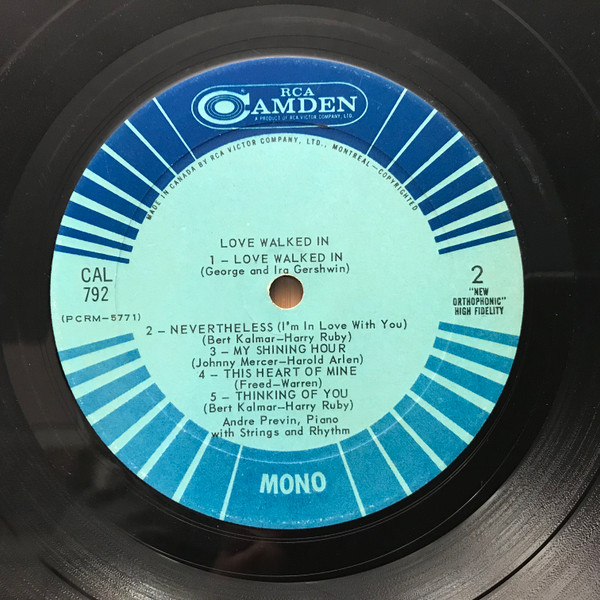 RCA
CAMDEN
A PRODUCT OF RCA VICTOR COMPANY, LTD.
MADE IN CANADA BY RCA VICTOR COMPANY, LTD., MONTREAL—COPYRIGHTED
LOVE WALKED IN
1 — LOVE WALKED IN
(George and Ira Gershwin)
CAL
792
(PCRM—5771)
2
"NEW
ORTHOPHONIC"
HIGH FIDELITY
2 — NEVERTHELESS (I'm In Love With You)
(Bert Kalmar—Harry Ruby)
3 — MY SHINING HOUR
(Johnny Mercer—Harold Arlen)
4 — THIS HEART OF MINE
(Freed—Warren)
5 — THINKING OF YOU
(Bert Kalmar—Harry Ruby)
Andre Previn, Piano
with Strings and Rhythm
MONO